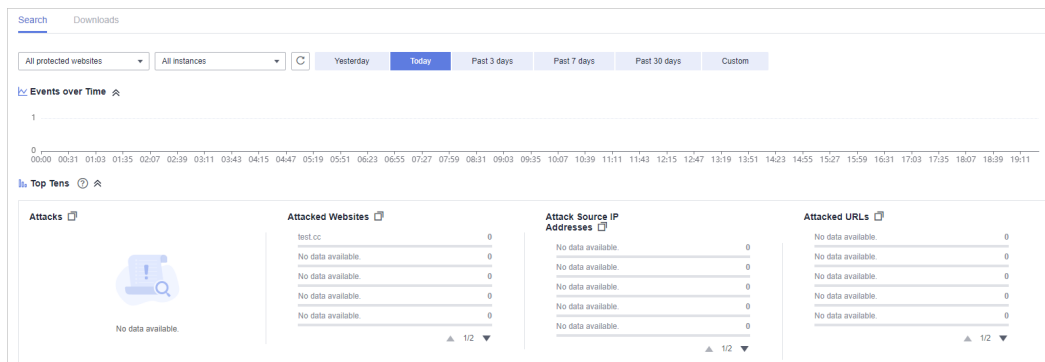 Search Downloads
All protected websites All instances Yesterday Today Past 3 days Past 7 days Past 30 days Custom
Events over Time
1
0
00:00 00:31 01:03 01:35 02:07 02:39 03:11 03:43 04:15 04:47 05:19 05:51 06:23 06:55 07:27 07:59 08:31 09:03 09:35 10:07 10:39 11:11 11:43 12:15 12:47 13:19 13:51 14:23 14:55 15:27 15:59 16:31 17:03 17:35 18:07 18:39 19:11
Top Tens ?
Attacks
No data available.
Attacked Websites
test.cc 0
No data available. 0
No data available. 0
No data available. 0
No data available. 0
1/2
Attack Source IP
Addresses
No data available. 0
No data available. 0
No data available. 0
No data available. 0
No data available. 0
1/2
Attacked URLs
No data available. 0
No data available. 0
No data available. 0
No data available. 0
No data available. 0
1/2